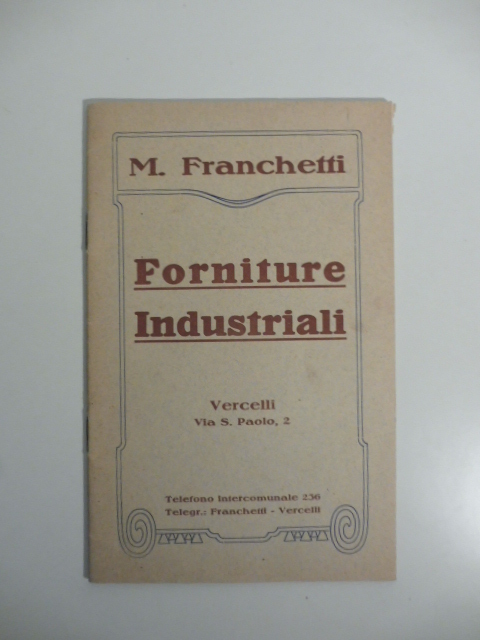 M. Franchetti
Forniture
Industriali
Vercelli
Via S. Paolo, 2
Telefono Intercomunale 236
Telegr.: Franchetti - Vercelli